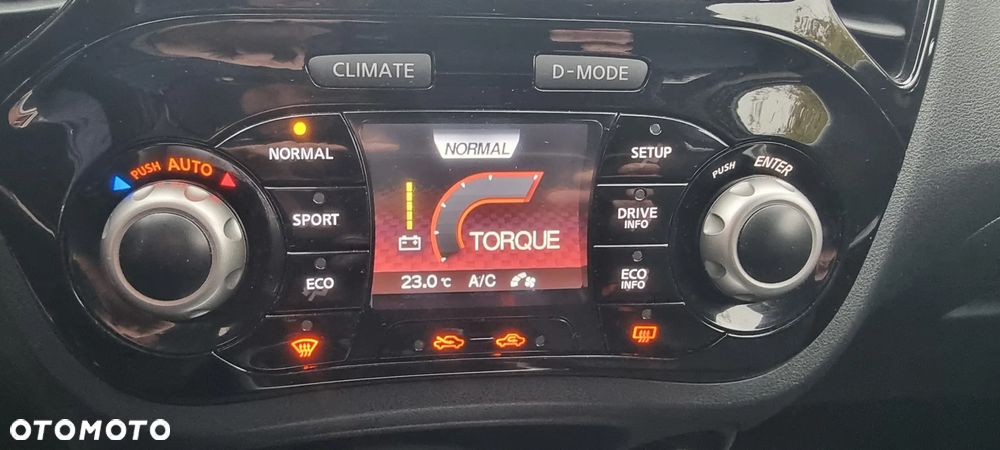 CLIMATE
D-MODE
NORMAL
SPORT
ECO
PUSH AUTO
NORMAL
TORQUE
23.0 °C A/C
SETUP
DRIVE
INFO
ECO
INFO
PUSH ENTER
OTOMOTO